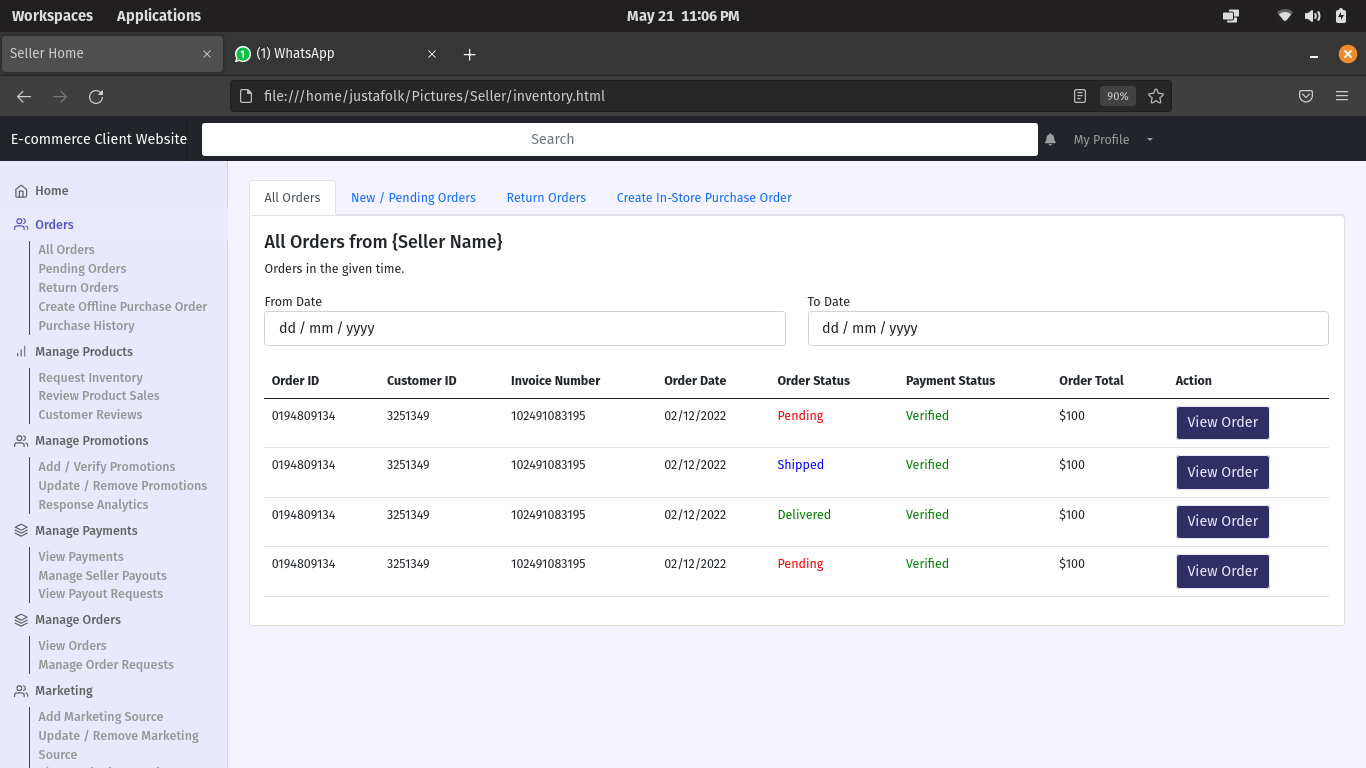 Workspaces Applications May 21 11:06 PM
Seller Home (1) WhatsApp
file:///home/justafolk/Pictures/Seller/inventory.html 90%
E-commerce Client Website Search My Profile
Home
Orders
All Orders
Pending Orders
Return Orders
Create Offline Purchase Order
Purchase History
Manage Products
Request Inventory
Review Product Sales
Customer Reviews
Manage Promotions
Add / Verify Promotions
Update / Remove Promotions
Response Analytics
Manage Payments
View Payments
Manage Seller Payouts
View Payout Requests
Manage Orders
View Orders
Manage Order Requests
Marketing
Add Marketing Source
Update / Remove Marketing
Source
All Orders New / Pending Orders Return Orders Create In-Store Purchase Order
All Orders from {Seller Name}
Orders in the given time.
From Date To Date
dd / mm / yyyy dd / mm / yyyy
Order ID Customer ID Invoice Number Order Date Order Status Payment Status Order Total Action
0194809134 3251349 102491083195 02/12/2022 Pending Verified $100 View Order
0194809134 3251349 102491083195 02/12/2022 Shipped Verified $100 View Order
0194809134 3251349 102491083195 02/12/2022 Delivered Verified $100 View Order
0194809134 3251349 102491083195 02/12/2022 Pending Verified $100 View Order